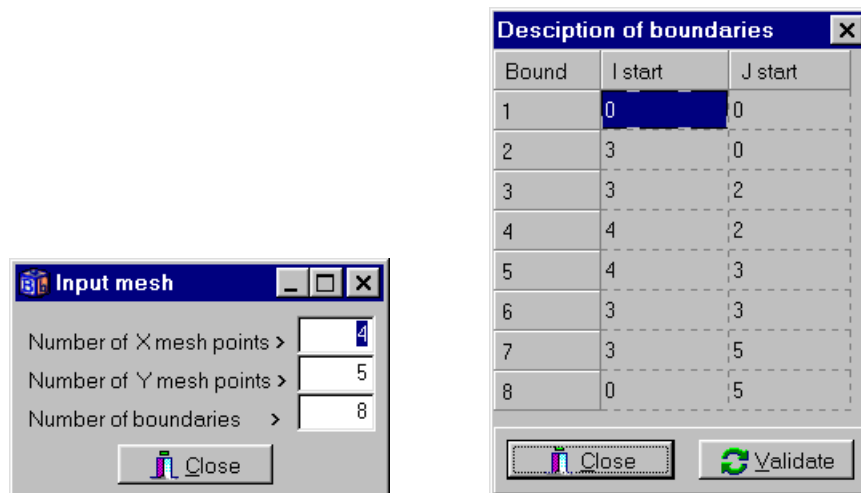 Input mesh
Number of X mesh points > 4
Number of Y mesh points > 5
Number of boundaries > 8
Close
Desciption of boundaries
Bound I start J start
1 0 0
2 3 0
3 3 2
4 4 2
5 4 3
6 3 3
7 3 5
8 0 5
Close Validate